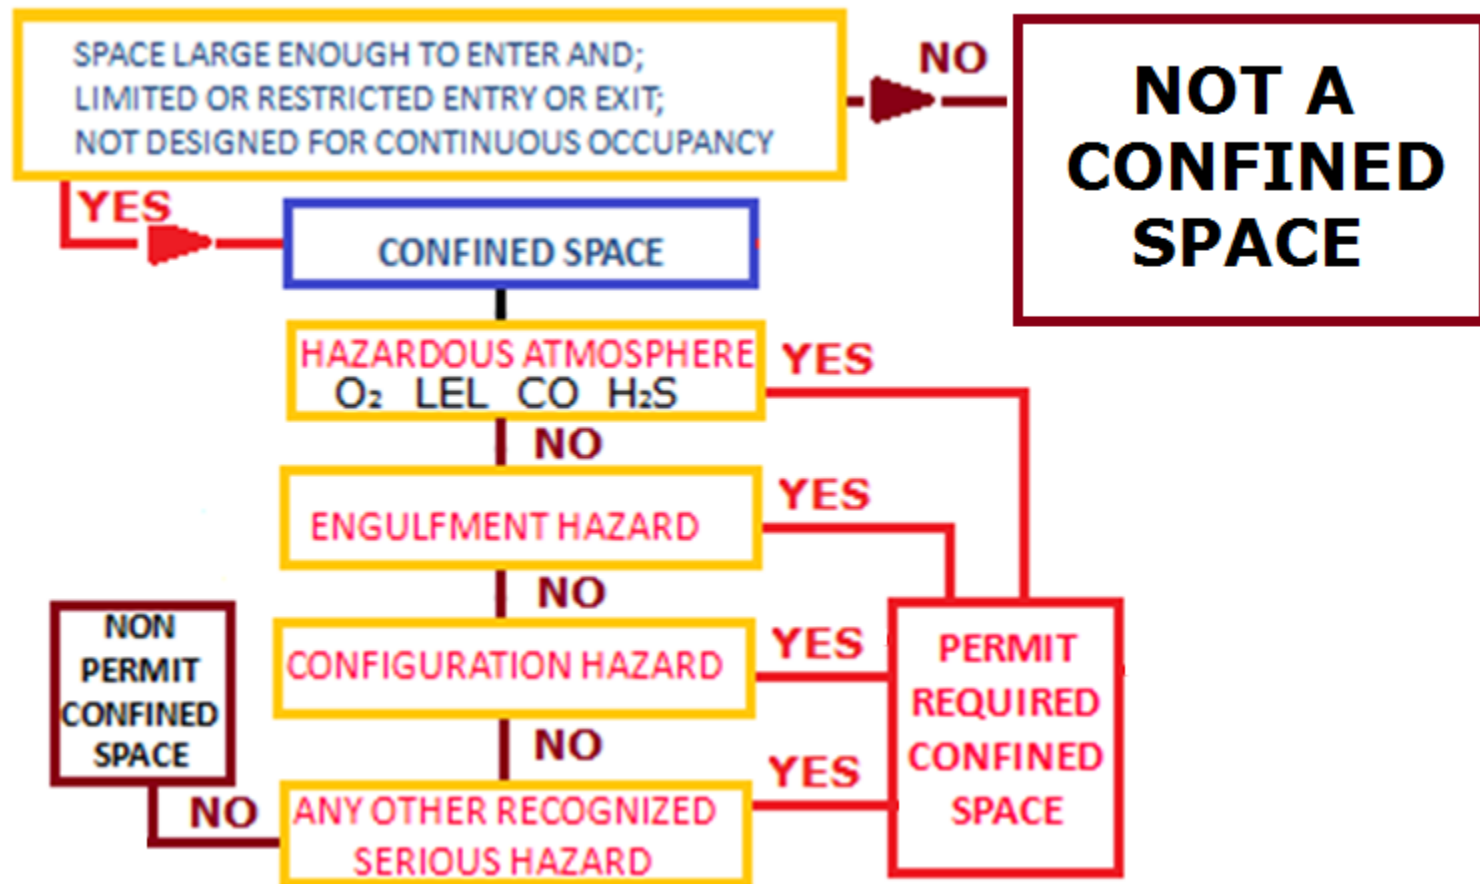 SPACE LARGE ENOUGH TO ENTER AND;
LIMITED OR RESTRICTED ENTRY OR EXIT;
NOT DESIGNED FOR CONTINUOUS OCCUPANCY
NO
NOT A
CONFINED
SPACE
YES
CONFINED SPACE
HAZARDOUS ATMOSPHERE
O₂ LEL CO H₂S
YES
NO
ENGULFMENT HAZARD
YES
NO
CONFIGURATION HAZARD
YES
NO
ANY OTHER RECOGNIZED
SERIOUS HAZARD
YES
PERMIT
REQUIRED
CONFINED
SPACE
NO
NON
PERMIT
CONFINED
SPACE